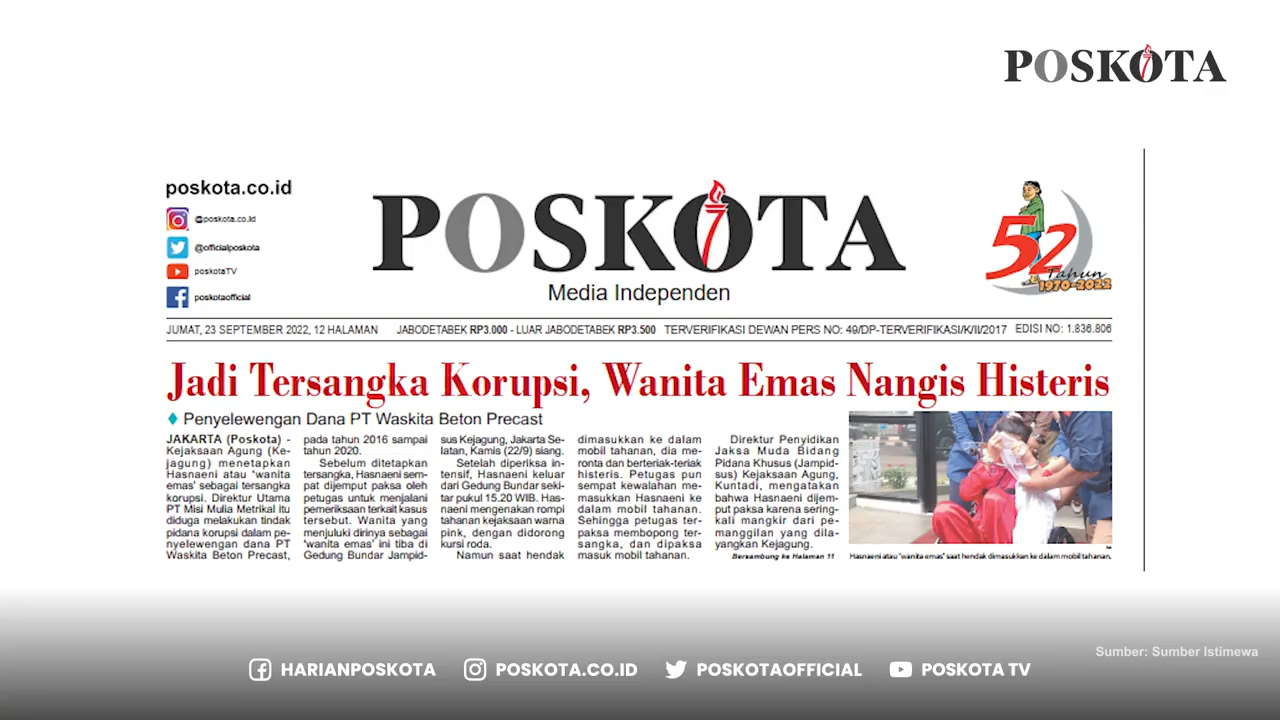 POSKOTA
poskota.co.id
@poskota.co.id
@officialposkota
poskotaTV
poskotaofficial
POSKOTA
Media Independen
52
Tahun
1970-2022
JUMAT, 23 SEPTEMBER 2022, 12 HALAMAN
JABODETABEK RP3.000 - LUAR JABODETABEK RP3.500
TERVERIFIKASI DEWAN PERS NO: 49/DP-TERVERIFIKASI/K/II/2017
EDISI NO: 1.836.806
Jadi Tersangka Korupsi, Wanita Emas Nangis Histeris
Penyelewengan Dana PT Waskita Beton Precast
JAKARTA (Poskota) -
Kejaksaan Agung (Ke-
jagung) menetapkan
Hasnaeni atau 'wanita
emas' sebagai tersangka
korupsi. Direktur Utama
PT Misi Mulia Metrikal itu
diduga melakukan tindak
pidana korupsi dalam pe-
nyelewengan dana PT
Waskita Beton Precast,
pada tahun 2016 sampai
tahun 2020.
Sebelum ditetapkan
tersangka, Hasnaeni sem-
pat dijemput paksa oleh
petugas untuk menjalani
pemeriksaan terkait kasus
tersebut. Wanita yang
menjuluki dirinya sebagai
'wanita emas' ini tiba di
Gedung Bundar Jampid-
sus Kejagung, Jakarta Se-
latan, Kamis (22/9) siang.
Setelah diperiksa in-
tensif, Hasnaeni keluar
dari Gedung Bundar seki-
tar pukul 15.20 WIB. Has-
naeni mengenakan rompi
tahanan kejaksaan warna
pink, dengan didorong
kursi roda.
Namun saat hendak
dimasukkan ke dalam
mobil tahanan, dia me-
ronta dan berteriak-teriak
histeris. Petugas pun
sempat kewalahan me-
masukkan Hasnaeni ke
dalam mobil tahanan.
Sehingga petugas ter-
paksa membopong ter-
sangka, dan dipaksa
masuk mobil tahanan.
Direktur Penyidikan
Jaksa Muda Bidang
Pidana Khusus (Jampid-
sus) Kejaksaan Agung,
Kuntadi, mengatakan
bahwa Hasnaeni dijem-
put paksa karena sering-
kali mangkir dari pe-
manggilan yang dila-
yangkan Kejagung.
Bersambung ke Halaman 11
Hasnaeni atau 'wanita emas' saat hendak dimasukkan ke dalam mobil tahanan.
Sumber: Sumber Istimewa
HARIANPOSKOTA
POSKOTA.CO.ID
POSKOTAOFFICIAL
POSKOTA TV